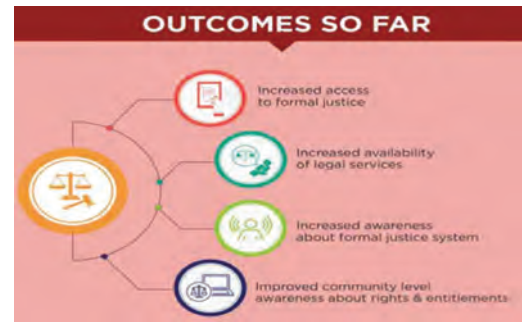 OUTCOMES SO FAR
Increased access
to formal justice
Increased availability
of legal services
Increased awareness
about formal justice system
Improved community level
awareness about rights & entitlements